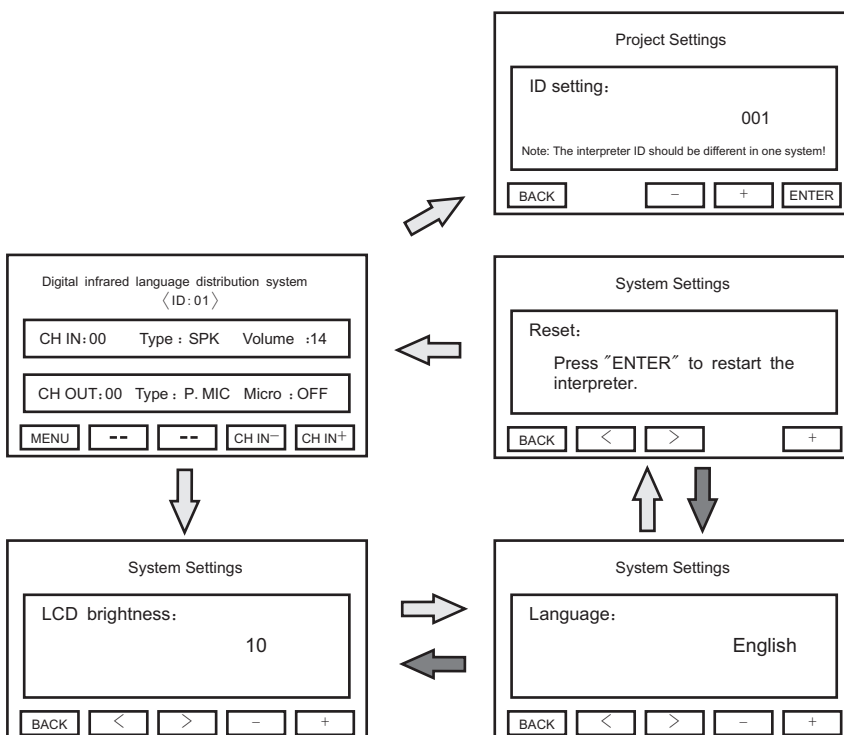 Project Settings
ID setting:
001
Note: The interpreter ID should be different in one system!
BACK - + ENTER
Digital infrared language distribution system
〈ID:01〉
CH IN:00 Type : SPK Volume :14
CH OUT:00 Type : P. MIC Micro : OFF
MENU -- -- CH IN- CH IN+
System Settings
Reset:
Press ″ENTER″ to restart the
interpreter.
BACK < > +
System Settings
LCD brightness:
10
BACK < > - +
System Settings
Language:
English
BACK < > - +